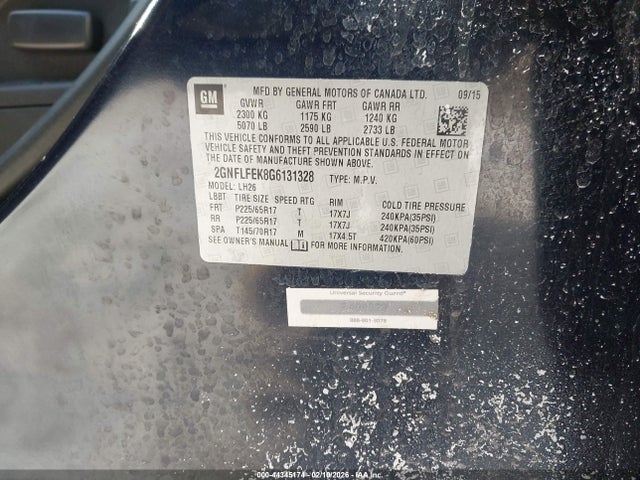 GM
MFD BY GENERAL MOTORS OF CANADA LTD. 09/15
GVWR GAWR FRT GAWR RR
2300 KG 1175 KG 1240 KG
5070 LB 2590 LB 2733 LB
THIS VEHICLE CONFORMS TO ALL APPLICABLE U.S. FEDERAL MOTOR
VEHICLE SAFETY AND THEFT PREVENTION STANDARDS IN EFFECT ON THE
DATE OF MANUFACTURE SHOWN ABOVE.
2GNFLFEK8G6131328 TYPE: M.P.V.
MODEL: LH26
LBBT TIRE SIZE SPEED RTG RIM COLD TIRE PRESSURE
FRT P225/65R17 T 17X7J 240KPA(35PSI)
RR P225/65R17 T 17X7J 240KPA(35PSI)
SPA T145/70R17 M 17X4.5T 420KPA(60PSI)
SEE OWNER'S MANUAL FOR MORE INFORMATION.
Universal Security Guard®
000-44345174 - 02/10/2026 - IAA Inc.